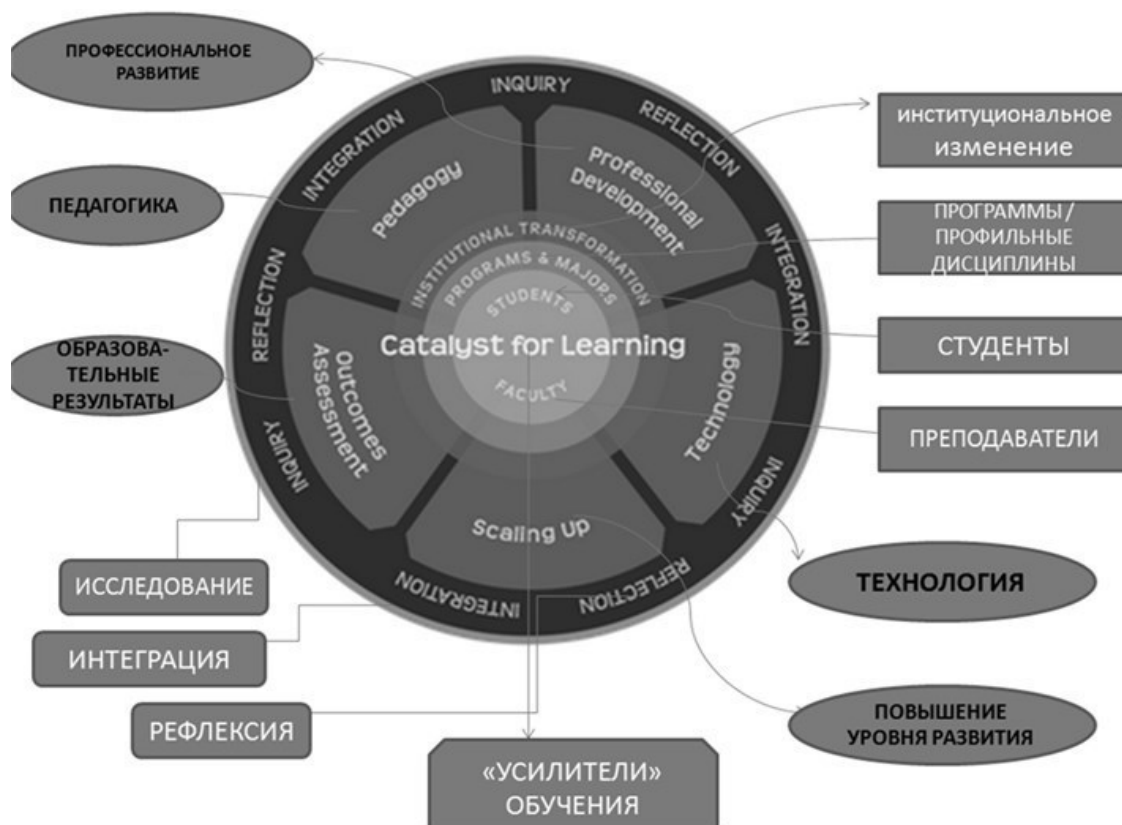 ПРОФЕССИОНАЛЬНОЕ
РАЗВИТИЕ
ПЕДАГОГИКА
ОБРАЗОВА-
ТЕЛЬНЫЕ
РЕЗУЛЬТАТЫ
INQUIRY
REFLECTION
INTEGRATION
INQUIRY
REFLECTION
INTEGRATION
INQUIRY
REFLECTION
INTEGRATION
Pedagogy
Professional
Development
Technology
Scaling Up
Outcomes
Assessment
INSTITUTIONAL TRANSFORMATION
PROGRAMS & MAJORS
STUDENTS
Catalyst for Learning
FACULTY
институциональное
изменение
ПРОГРАММЫ /
ПРОФИЛЬНЫЕ
ДИСЦИПЛИНЫ
СТУДЕНТЫ
ПРЕПОДАВАТЕЛИ
ИССЛЕДОВАНИЕ
ИНТЕГРАЦИЯ
РЕФЛЕКСИЯ
«УСИЛИТЕЛИ»
ОБУЧЕНИЯ
ТЕХНОЛОГИЯ
ПОВЫШЕНИЕ
УРОВНЯ РАЗВИТИЯ